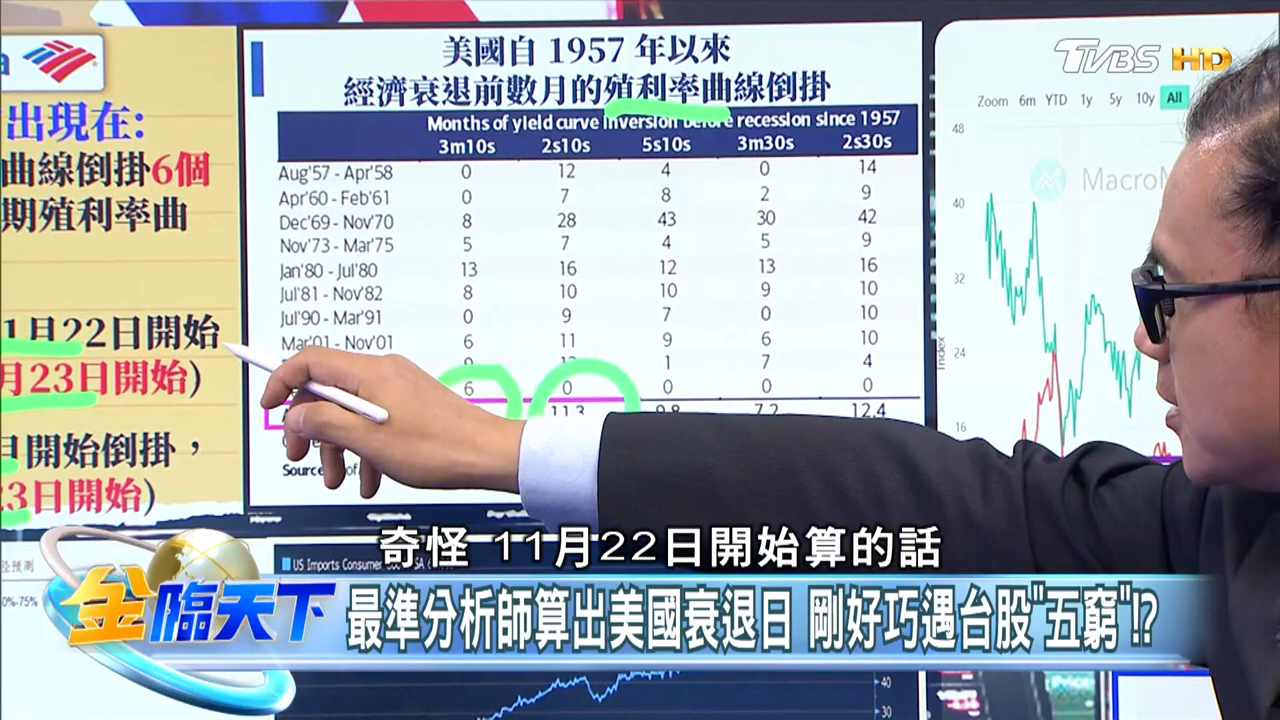 TVBS HD
出現在:
曲線倒掛6個
期殖利率曲
1月22日開始
月23日開始)
日開始倒掛，
23日開始)
美國自 1957 年以來
經濟衰退前數月的殖利率曲線倒掛
Months of yield curve inversion before recession since 1957
3m10s 2s10s 5s10s 3m30s 2s30s
Aug'57 - Apr'58 0 12 4 0 14
Apr'60 - Feb'61 0 7 8 2 9
Dec'69 - Nov'70 8 28 43 30 42
Nov'73 - Mar'75 5 7 4 5 9
Jan'80 - Jul'80 13 16 12 13 16
Jul'81 - Nov'82 8 10 10 9 10
Jul'90 - Mar'91 0 9 7 0 10
Mar'01 - Nov'01 6 11 9 6 10
1 7 4
6 0 0 0 0
11.3 9.8 7.2 12.4
Source
Zoom 6m YTD 1y 5y 10y All
48
40
32
24
16
Index
奇怪 11月22日開始算的話
US Imports Consumer
0%-75%
金臨天下
最準分析師算出美國衰退日 剛好巧遇台股"五窮"!?
40
30